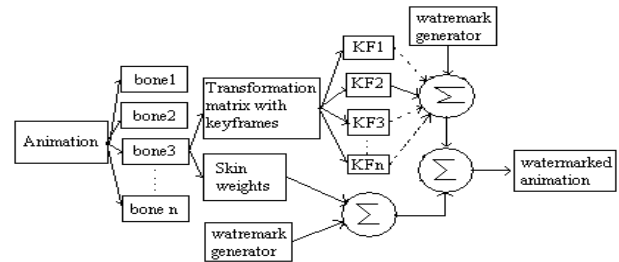 watremark
generator
KF1
bone1
Transformation
matrix with
keyframes
KF2
bone2
Σ
Animation
KF3
bone3
KFn
Skin
weights
Σ
watermarked
animation
bone n
Σ
watremark
generator